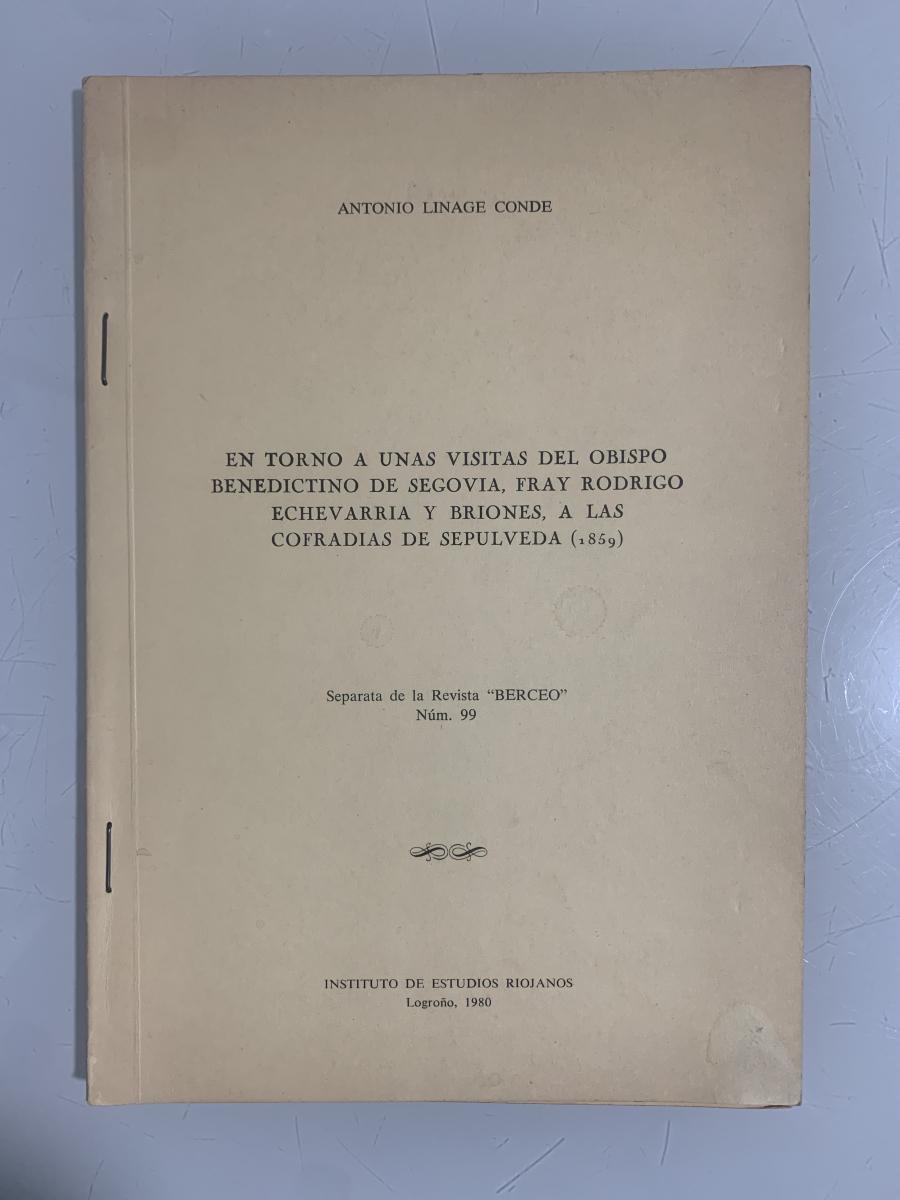 ANTONIO LINAGE CONDE
EN TORNO A UNAS VISITAS DEL OBISPO
BENEDICTINO DE SEGOVIA, FRAY RODRIGO
ECHEVARRIA Y BRIONES, A LAS
COFRADIAS DE SEPULVEDA (1859)
Separata de la Revista "BERCEO"
Núm. 99
INSTITUTO DE ESTUDIOS RIOJANOS
Logroño, 1980